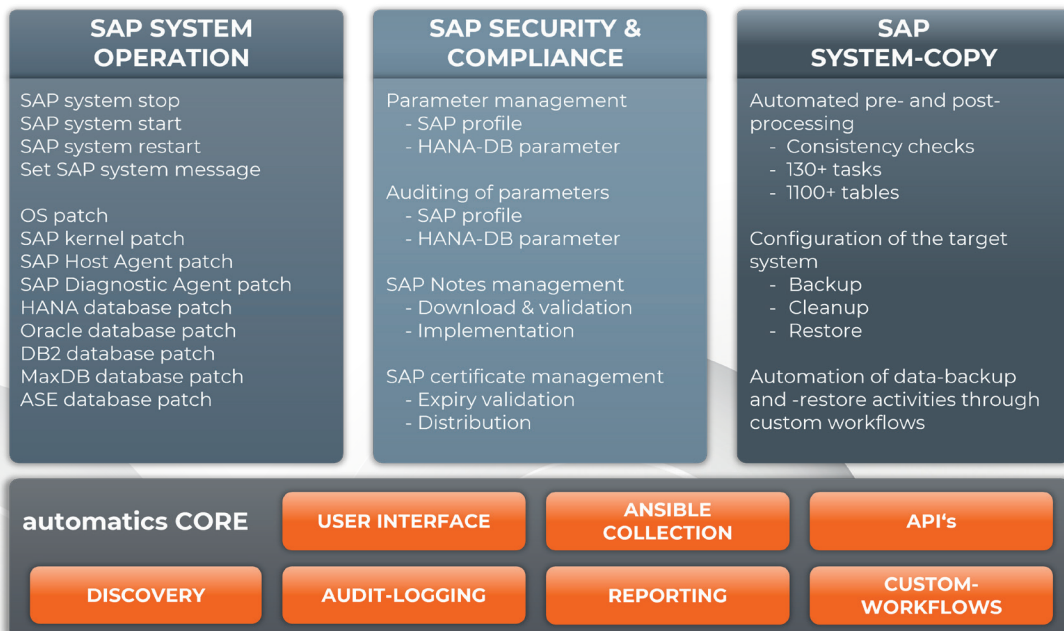 SAP SYSTEM
OPERATION
SAP system stop
SAP system start
SAP system restart
Set SAP system message
OS patch
SAP kernel patch
SAP Host Agent patch
SAP Diagnostic Agent patch
HANA database patch
Oracle database patch
DB2 database patch
MaxDB database patch
ASE database patch
SAP SECURITY &
COMPLIANCE
Parameter management
- SAP profile
- HANA-DB parameter
Auditing of parameters
- SAP profile
- HANA-DB parameter
SAP Notes management
- Download & validation
- Implementation
SAP certificate management
- Expiry validation
- Distribution
SAP
SYSTEM-COPY
Automated pre- and post-
processing
- Consistency checks
- 130+ tasks
- 1100+ tables
Configuration of the target
system
- Backup
- Cleanup
- Restore
Automation of data-backup
and -restore activities through
custom workflows
automatics CORE
USER INTERFACE
ANSIBLE
COLLECTION
API‘s
DISCOVERY
AUDIT-LOGGING
REPORTING
CUSTOM-
WORKFLOWS